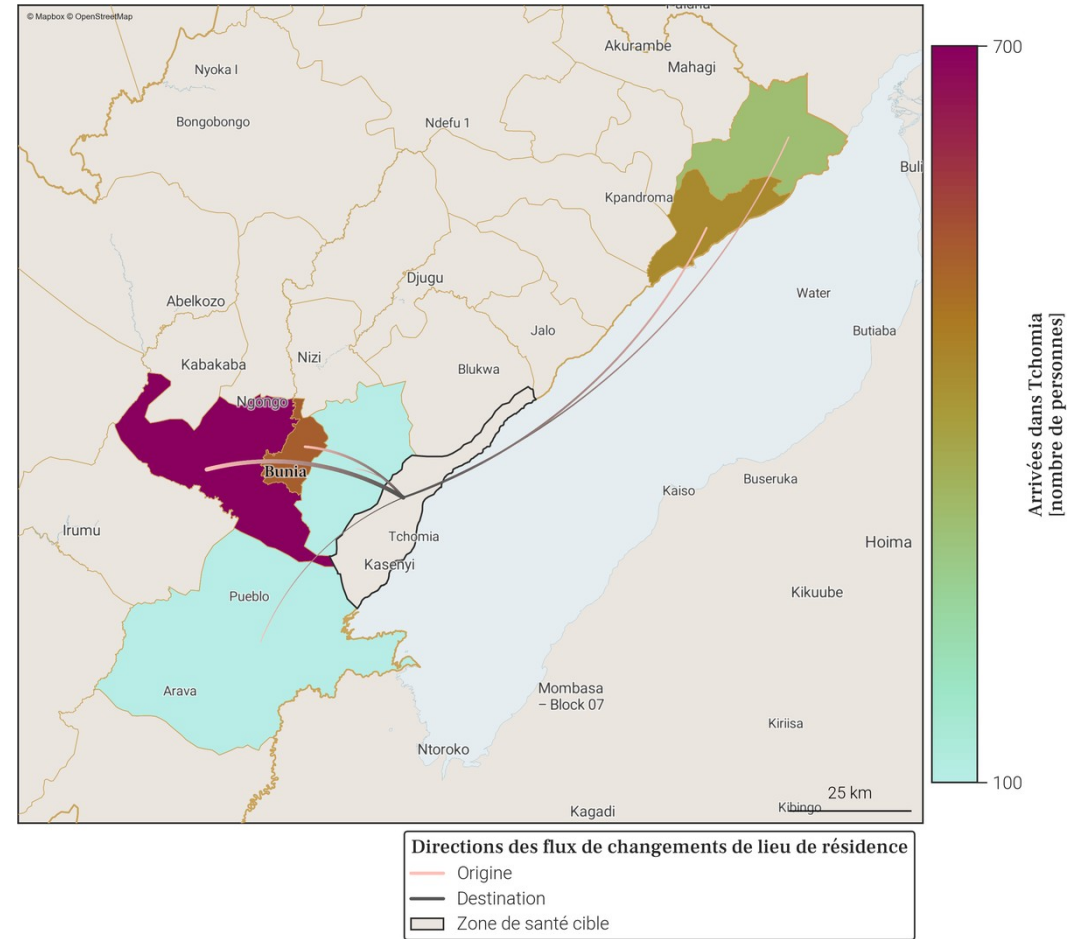 © Mapbox © OpenStreetMap
Akurambe
Mahagi
Nyoka I
Bongobongo
Ndefu 1
Buli
Kpandroma
Djugu
Water
Abelkozo
Jalo
Butiaba
Nizi
Kabakaba
Blukwa
Ngongo
Bunia
Buseruka
Kaiso
Irumu
Tchomia
Hoima
Kasenyi
Pueblo
Kikuube
Arava
Mombasa
– Block 07
Kiriisa
Ntoroko
25 km
Kagadi
Kibingo
700
100
Arrivées dans Tchomia
[nombre de personnes]
Directions des flux de changements de lieu de résidence
Origine
Destination
Zone de santé cible